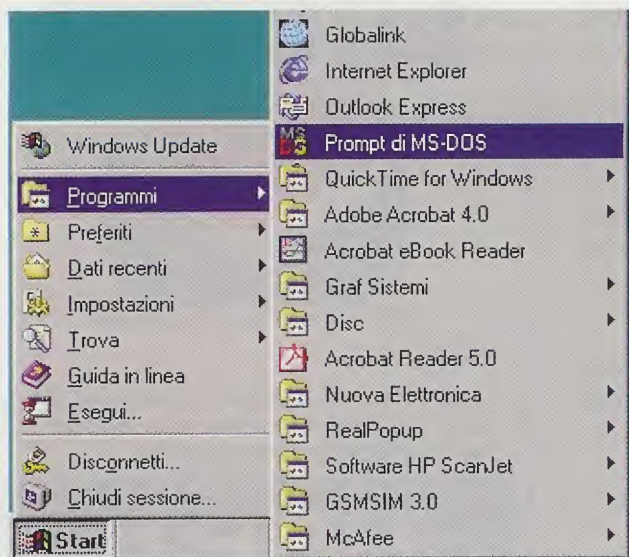 Windows Update
Programmi
Preferiti
Dati recenti
Impostazioni
Trova
Guida in linea
Esegui...
Disconnetti...
Chiudi sessione...
Start
Globalink
Internet Explorer
Outlook Express
MS DOS
Prompt di MS-DOS
QuickTime for Windows
Adobe Acrobat 4.0
Acrobat eBook Reader
Graf Sistemi
Disc
Acrobat Reader 5.0
Nuova Elettronica
RealPopup
Software HP ScanJet
GSMSIM 3.0
McAfee